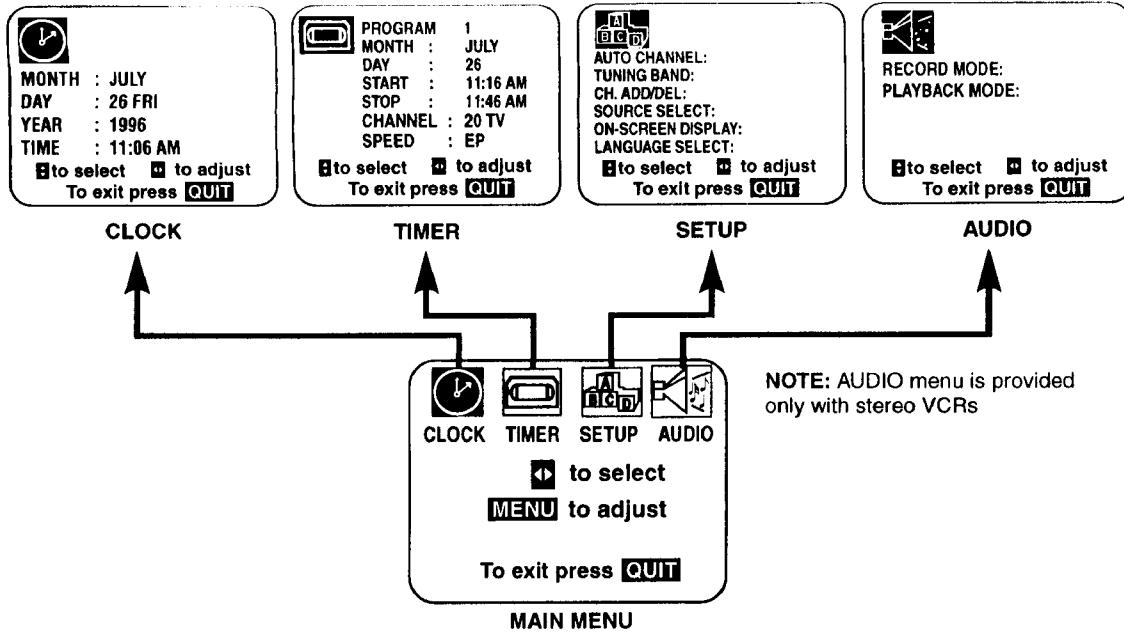 MONTH : JULY
DAY : 26 FRI
YEAR : 1996
TIME : 11:06 AM
to select to adjust
To exit press QUIT
CLOCK
PROGRAM 1
MONTH : JULY
DAY : 26
START : 11:16 AM
STOP : 11:46 AM
CHANNEL : 20 TV
SPEED : EP
to select to adjust
To exit press QUIT
TIMER
A
B C D
AUTO CHANNEL:
TUNING BAND:
CH. ADD/DEL:
SOURCE SELECT:
ON-SCREEN DISPLAY:
LANGUAGE SELECT:
to select to adjust
To exit press QUIT
SETUP
RECORD MODE:
PLAYBACK MODE:
to select to adjust
To exit press QUIT
AUDIO
A
B C D
CLOCK TIMER SETUP AUDIO
to select
MENU to adjust
To exit press QUIT
MAIN MENU
NOTE: AUDIO menu is provided
only with stereo VCRs